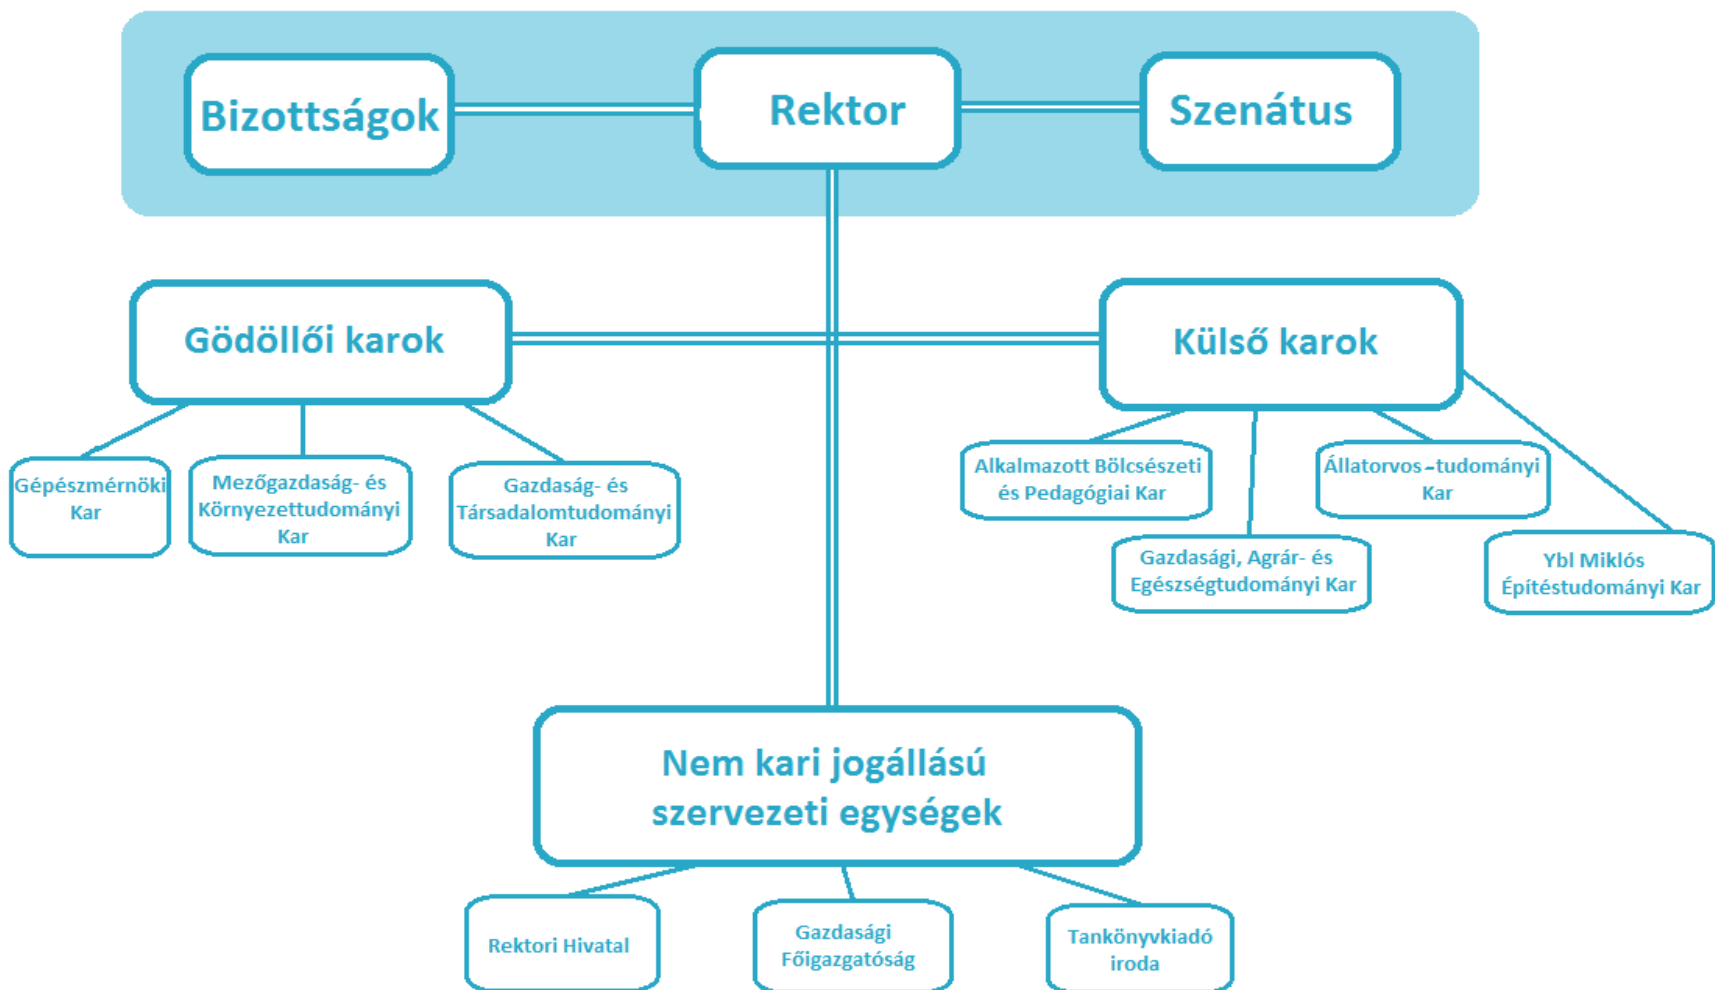 Bizottságok
Rektor
Szenátus
Gödöllői karok
Külső karok
Gépészmérnöki
Kar
Mezőgazdaság- és
Környezettudományi
Kar
Gazdaság- és
Társadalomtudományi
Kar
Alkalmazott Bölcsészeti
és Pedagógiai Kar
Állatorvos-tudományi
Kar
Gazdasági, Agrár- és
Egészségtudományi Kar
Ybl Miklós
Építéstudományi Kar
Nem kari jogállású
szervezeti egységek
Rektori Hivatal
Gazdasági
Főigazgatóság
Tankönyvkiadó
iroda